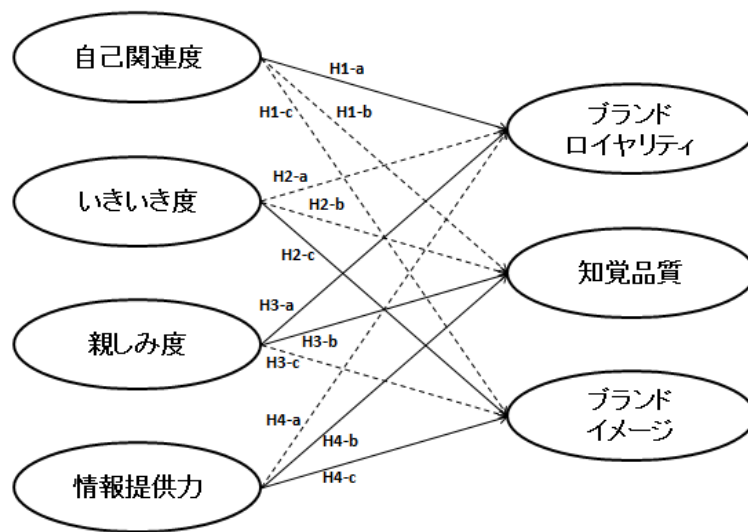 自己関連度
いきいき度
親しみ度
情報提供力
H1-a
H1-b
H1-c
H2-a
H2-b
H2-c
H3-a
H3-b
H3-c
H4-a
H4-b
H4-c
ブランド
ロイヤリティ
知覚品質
ブランド
イメージ